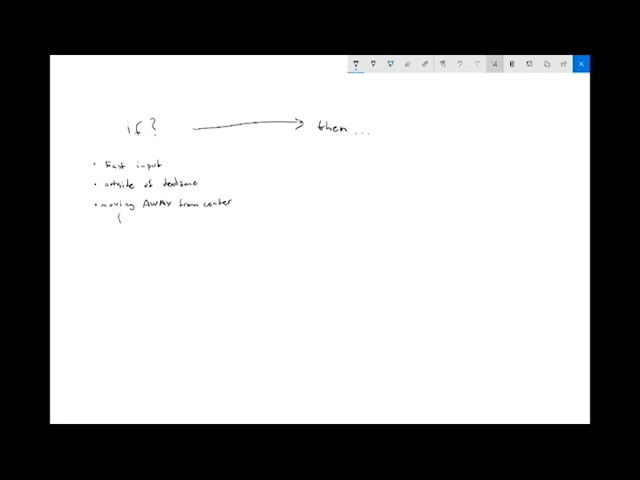 if? then...
• Fast input
• outside of deadzone
• moving AWAY from center
(